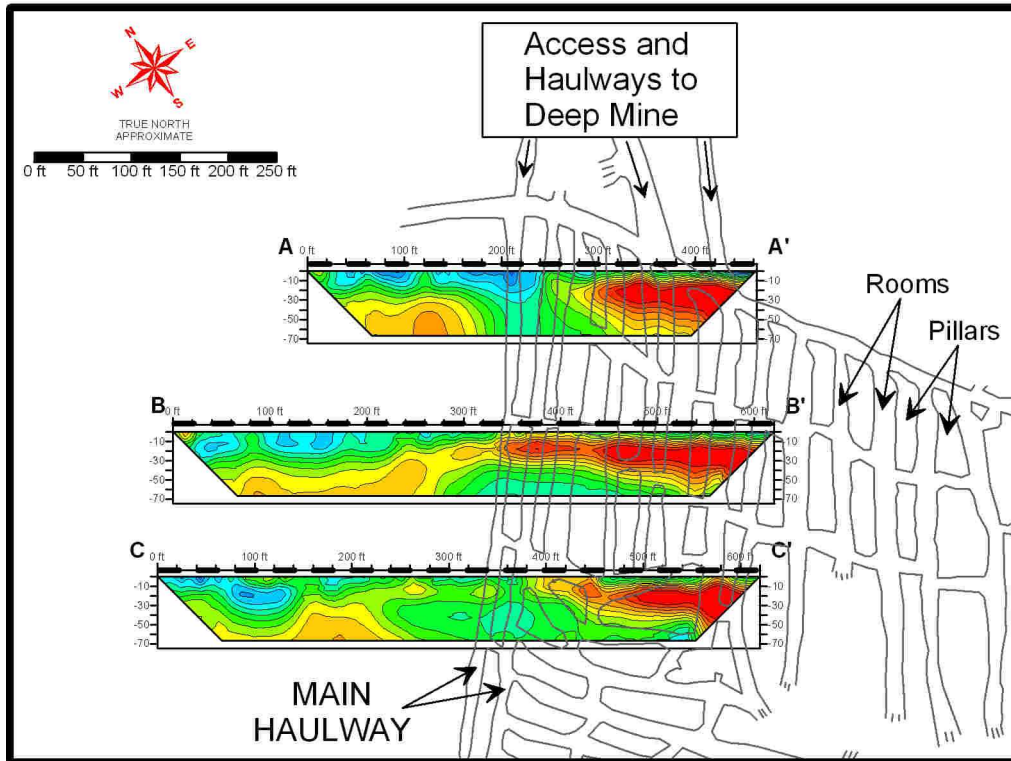 N
E
W
S
TRUE NORTH
APPROXIMATE
0 ft 50 ft 100 ft 150 ft 200 ft 250 ft
Access and
Haulways to
Deep Mine
A A'
0 ft 100 ft 200 ft 300 ft 400 ft
-10 -10
-30 -30
-50 -50
-70 -70
Rooms
Pillars
B B'
0 ft 100 ft 200 ft 300 ft 400 ft 500 ft 600 ft
-10 -10
-30 -30
-50 -50
-70 -70
C C'
0 ft 100 ft 200 ft 300 ft 400 ft 500 ft 600 ft
-10 -10
-30 -30
-50 -50
-70 -70
MAIN
HAULWAY